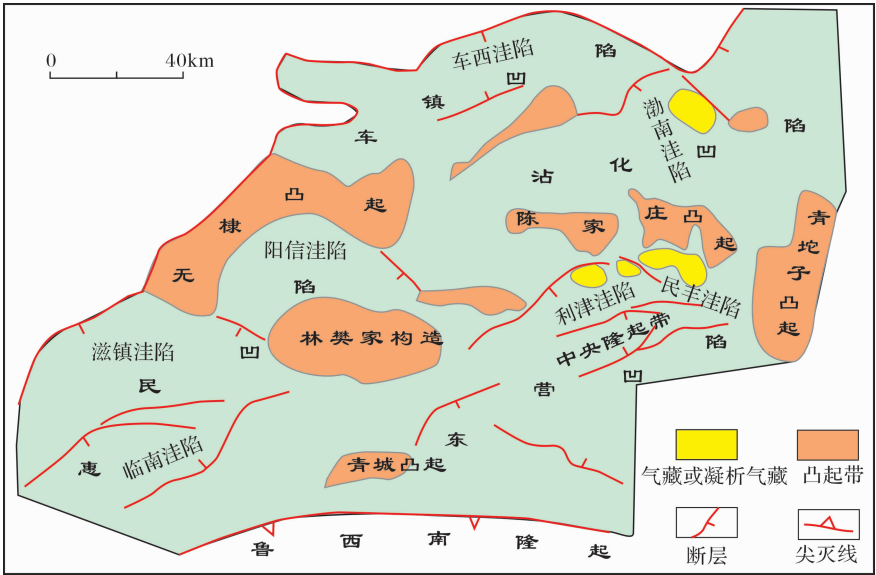 0 40km
车西洼陷
车镇凹陷
渤南洼陷
沾化凹陷
无棣凸起
陈家庄凸起
青坨子凸起
阳信洼陷
利津洼陷
民丰洼陷
中央隆起带
林樊家构造
滋镇洼陷
惠民凹陷
临南洼陷
东营凹陷
青城凸起
鲁西南隆起
气藏或凝析气藏
凸起带
断层
尖灭线